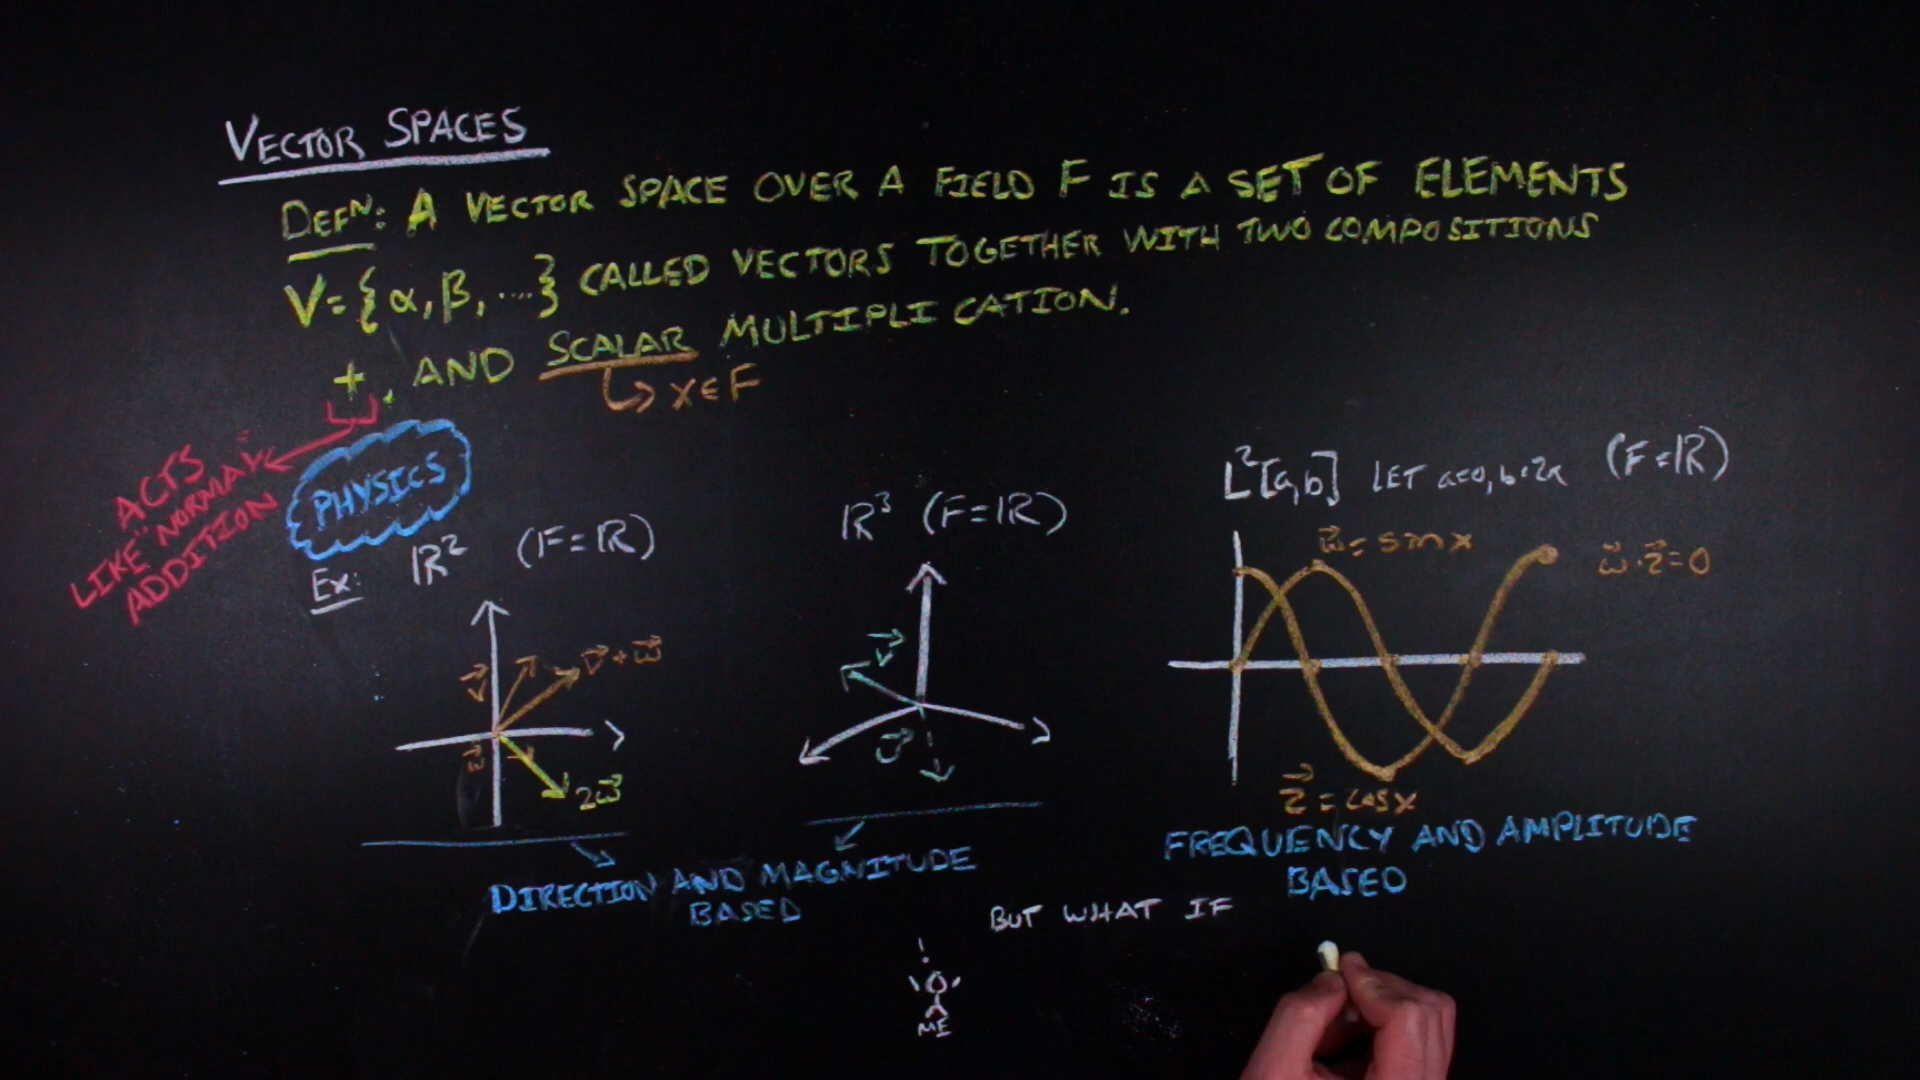 VECTOR SPACES
DEFN: A VECTOR SPACE OVER A FIELD F IS A SET OF ELEMENTS
V={α, β, ...} CALLED VECTORS TOGETHER WITH TWO COMPOSITIONS
+, AND SCALAR MULTIPLICATION.
↳ x∈F
ACTS
LIKE "NORMAL"
ADDITION
PHYSICS
Ex: ℝ² (F=ℝ)
v⃗
v⃗+w⃗
w⃗
2w⃗
ℝ³ (F=ℝ)
v⃗
L²[a,b] LET a=0, b=2π (F=ℝ)
w⃗=sinx
w⃗·z⃗=0
z⃗=cosx
DIRECTION AND MAGNITUDE
BASED
FREQUENCY AND AMPLITUDE
BASED
BUT WHAT IF
!
ME